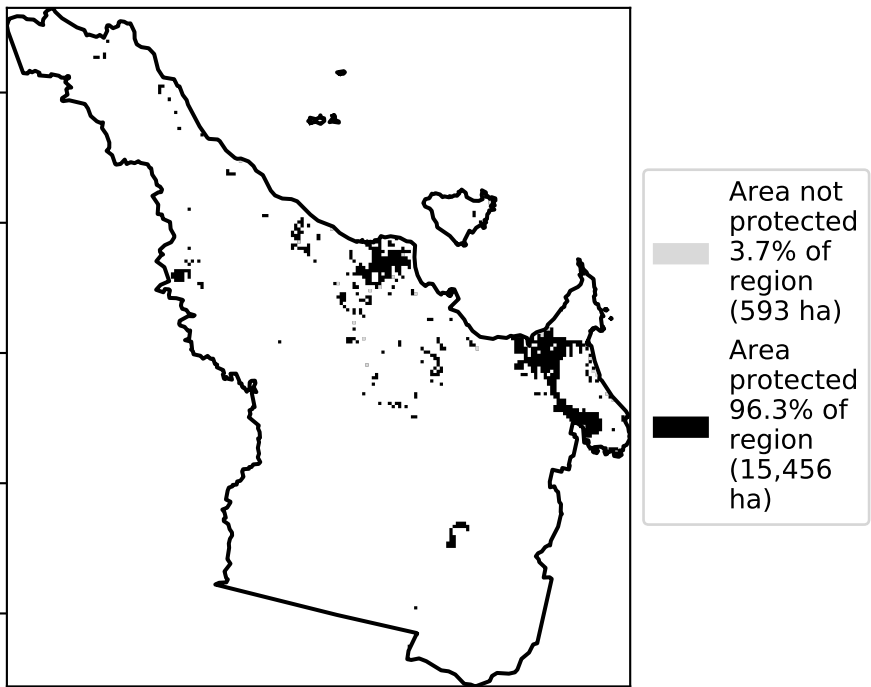 Area not
protected
3.7% of
region
(593 ha)
Area
protected
96.3% of
region
(15,456
ha)